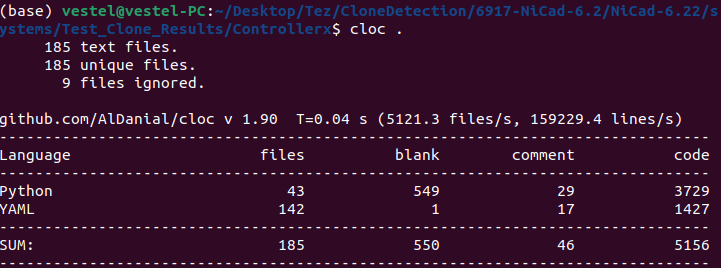 (base) vestel@vestel-PC:~/Desktop/Tez/CloneDetection/6917-NiCad-6.2/NiCad-6.22/s
ystems/Test_Clone_Results/Controllerx$ cloc .
     185 text files.
     185 unique files.
       9 files ignored.

github.com/AlDanial/cloc v 1.90  T=0.04 s (5121.3 files/s, 159229.4 lines/s)
-------------------------------------------------------------------------------
Language                     files          blank        comment           code
-------------------------------------------------------------------------------
Python                          43            549             29           3729
YAML                           142              1             17           1427
-------------------------------------------------------------------------------
SUM:                           185            550             46           5156
-------------------------------------------------------------------------------